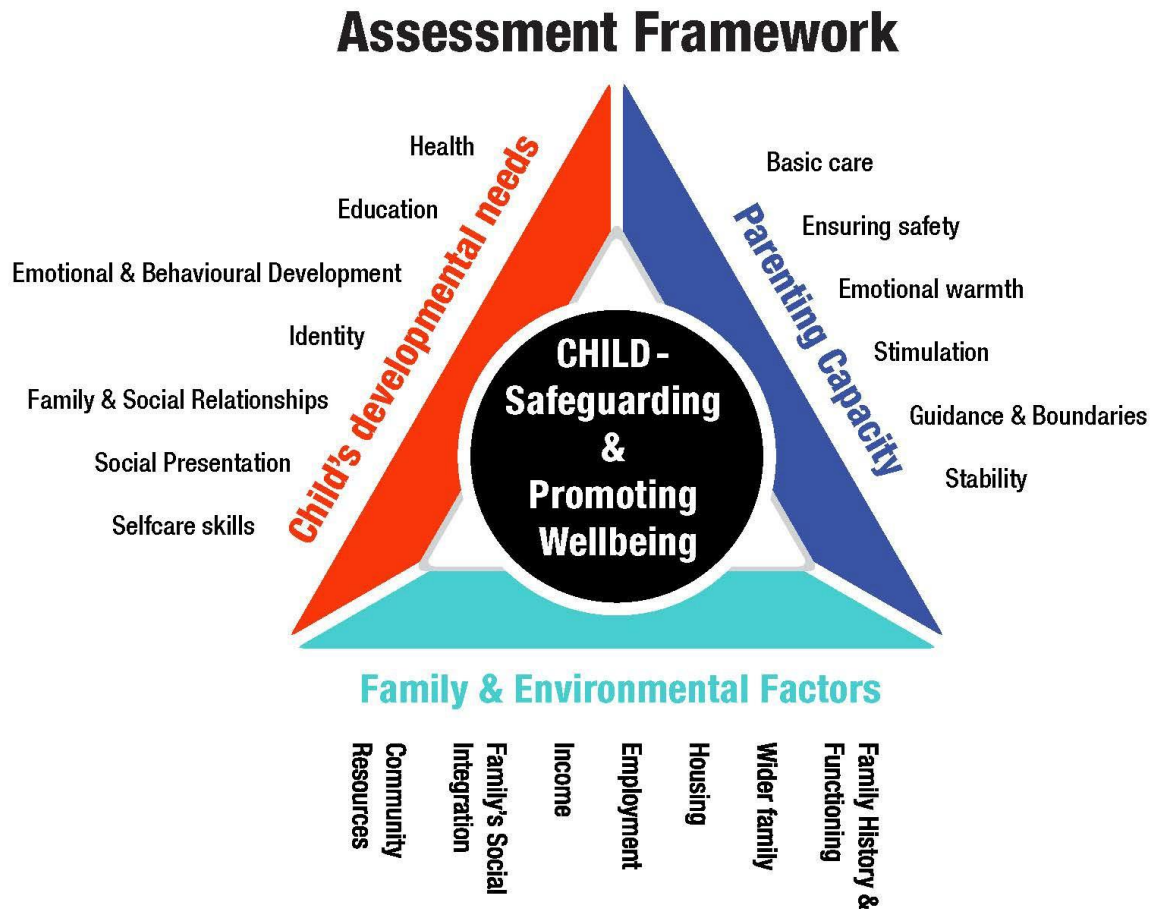 Assessment Framework
Health
Education
Emotional & Behavioural Development
Identity
Family & Social Relationships
Social Presentation
Selfcare skills
Child's developmental needs
Basic care
Ensuring safety
Emotional warmth
Stimulation
Guidance & Boundaries
Stability
Parenting Capacity
CHILD -
Safeguarding
&
Promoting
Wellbeing
Family & Environmental Factors
Community
Resources
Family's Social
Integration
Income
Employment
Housing
Wider family
Family History &
Functioning